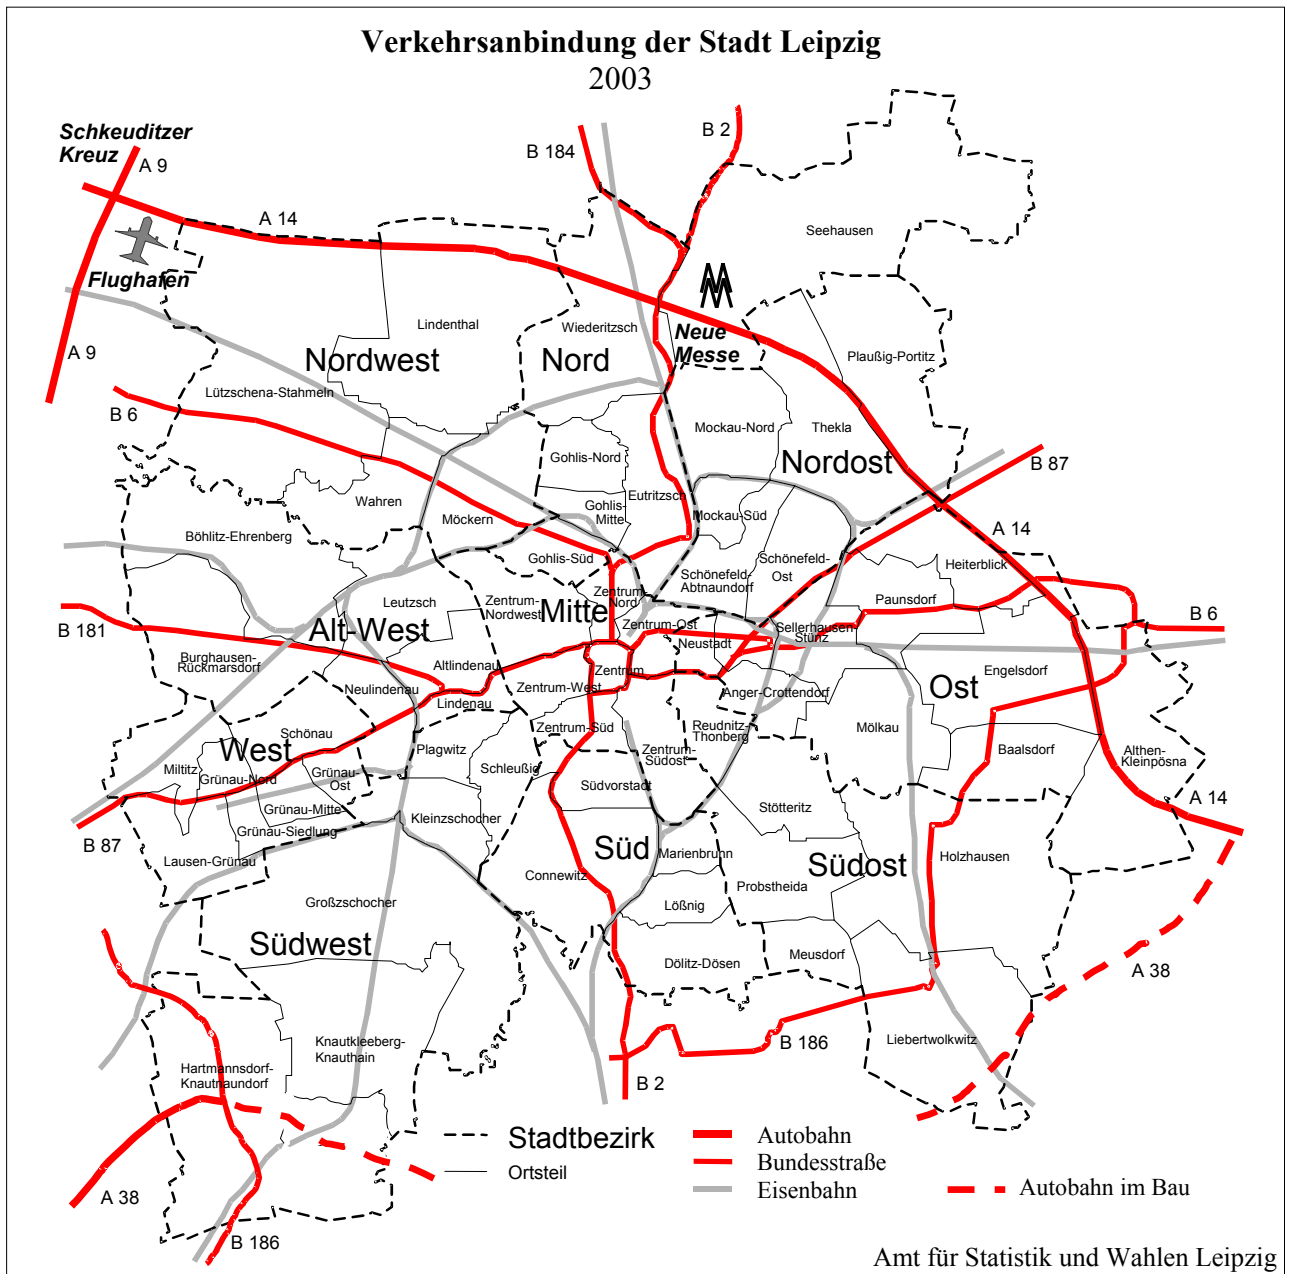 Verkehrsanbindung der Stadt Leipzig
2003
Schkeuditzer
Kreuz
A 9
B 184
B 2
A 14
Seehausen
Flughafen
Lindenthal
Wiederitzsch
Neue
Messe
A 9
Nordwest
Nord
Plaußig-Portitz
Lützschena-Stahmeln
B 6
Mockau-Nord
Thekla
Gohlis-Nord
Nordost
B 87
Wahren
Eutritzsch
Gohlis-
Mitte
Möckern
Mockau-Süd
A 14
Böhlitz-Ehrenberg
Gohlis-Süd
Schönefeld-
Ost
Heiterblick
Schönefeld-
Abtnaundorf
Leutzsch
Zentrum-
Nordwest
Mitte
Zentrum-
Nord
Paunsdorf
B 181
Alt-West
Zentrum-Ost
Sellerhausen-
Stünz
B 6
Neustadt
Burghausen-
Rückmarsdorf
Altlindenau
Zentrum
Engelsdorf
Neulindenau
Lindenau
Zentrum-West
Anger-Crottendorf
Ost
Schönau
West
Plagwitz
Zentrum-Süd
Reudnitz-
Thonberg
Mölkau
Zentrum-
Südost
Baalsdorf
Althen-
Kleinpösna
Miltitz
Grünau-Nord
Grünau-
Ost
Schleußig
Südvorstadt
A 14
Grünau-Mitte
Kleinzschocher
Stötteritz
B 87
Grünau-Siedlung
Lausen-Grünau
Süd
Marienbrunn
Südost
Holzhausen
Connewitz
Probstheida
Großzschocher
Lößnig
Südwest
Dölitz-Dösen
Meusdorf
A 38
Knautkleeberg-
Knauthain
B 186
Liebertwolkwitz
Hartmannsdorf-
Knautnaundorf
B 2
Stadtbezirk
Ortsteil
Autobahn
Bundesstraße
Eisenbahn
Autobahn im Bau
A 38
B 186
Amt für Statistik und Wahlen Leipzig